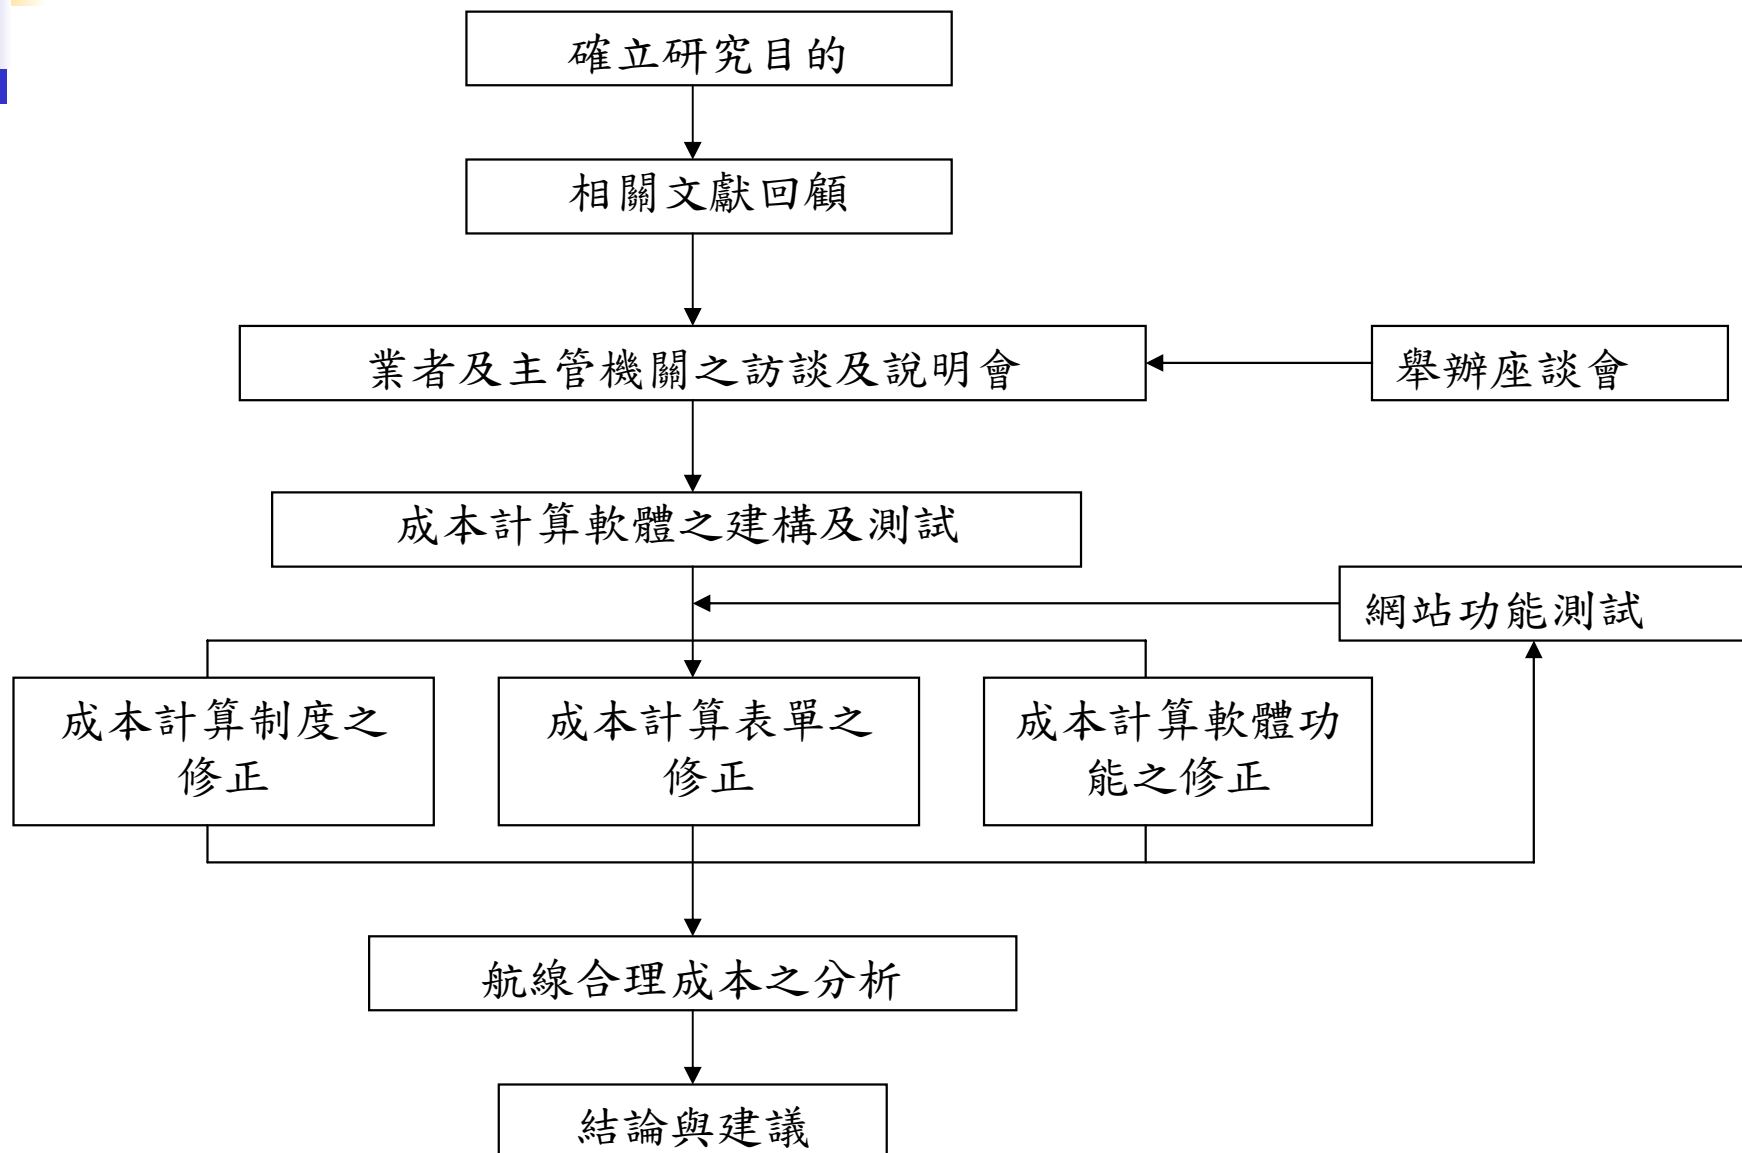 確立研究目的
相關文獻回顧
業者及主管機關之訪談及說明會
舉辦座談會
成本計算軟體之建構及測試
網站功能測試
成本計算制度之
修正
成本計算表單之
修正
成本計算軟體功
能之修正
航線合理成本之分析
結論與建議